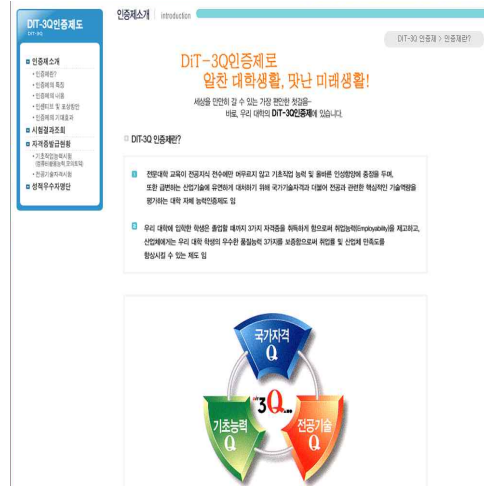 DIT-3Q인증제도
인증제소개
• 인증제란?
• 인증제의 특징
• 인증제의 내용
• 인센티브 및 포상방안
• 인증제의 기대효과
시험결과조회
자격증발급현황
• 기초직업능력시험
• 전공기술자격시험
성적우수자명단
인증제소개 | introduction
DIT-3Q 인증제 > 인증제란?
DiT-3Q인증제로
알찬 대학생활, 맛난 미래생활!
세상을 만만히 갈 수 있는 가장 편안한 첫걸음-
바로, 우리 대학의 DIT-3Q인증제에 있습니다.
DIT-3Q 인증제란?
전문대학 교육이 전공지식 전수에만 머무르지 않고 기초직업 능력 및 올바른 인성함양에 중점을 두며,
또한 급변하는 산업기술에 유연하게 대처하기 위해 국가기술자격과 더불어 전공과 관련한 핵심적인 기술역량을
평가하는 대학 자체 능력인증제도 임
우리 대학에 입학한 학생은 졸업할 때까지 3가지 자격증을 취득하게 함으로써 취업능력(Employability)을 제고하고,
산업체에게는 우리 대학 학생의 우수한 품질능력 3가지를 보증함으로써 취업률 및 산업체 만족도를
향상시킬 수 있는 제도 임
국가자격
Q
3Q
기초능력
Q
전공기술
Q